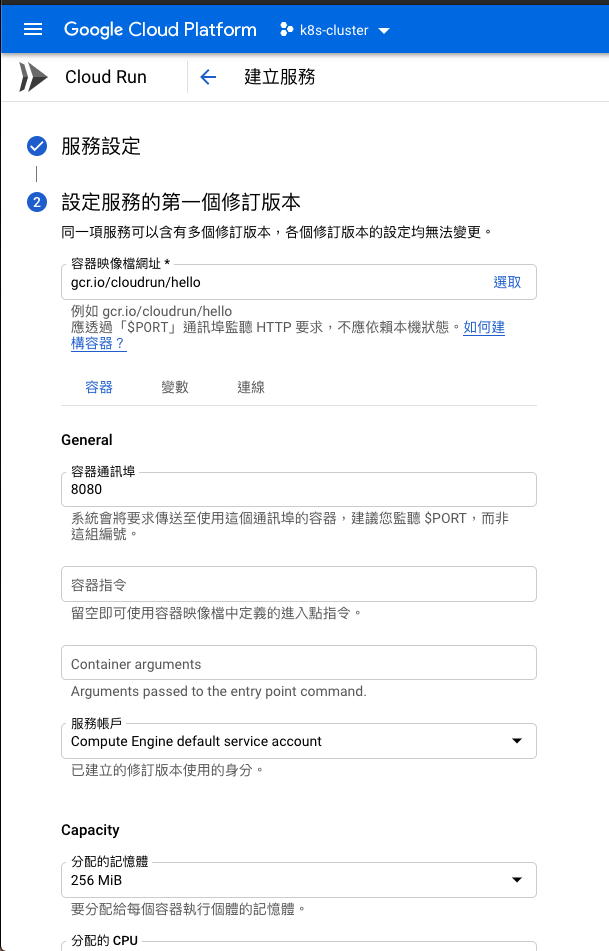 Google Cloud Platform
k8s-cluster
Cloud Run
建立服務
服務設定
2
設定服務的第一個修訂版本
同一項服務可以含有多個修訂版本，各個修訂版本的設定均無法變更。
容器映像檔網址 *
gcr.io/cloudrun/hello
選取
例如 gcr.io/cloudrun/hello
應透過「$PORT」通訊埠監聽 HTTP 要求，不應依賴本機狀態。如何建
構容器？
容器
變數
連線
General
容器通訊埠
8080
系統會將要求傳送至使用這個通訊埠的容器，建議您監聽 $PORT，而非
這組編號。
容器指令
留空即可使用容器映像檔中定義的進入點指令。
Container arguments
Arguments passed to the entry point command.
服務帳戶
Compute Engine default service account
已建立的修訂版本使用的身分。
Capacity
分配的記憶體
256 MiB
要分配給每個容器執行個體的記憶體。
分配的 CPU